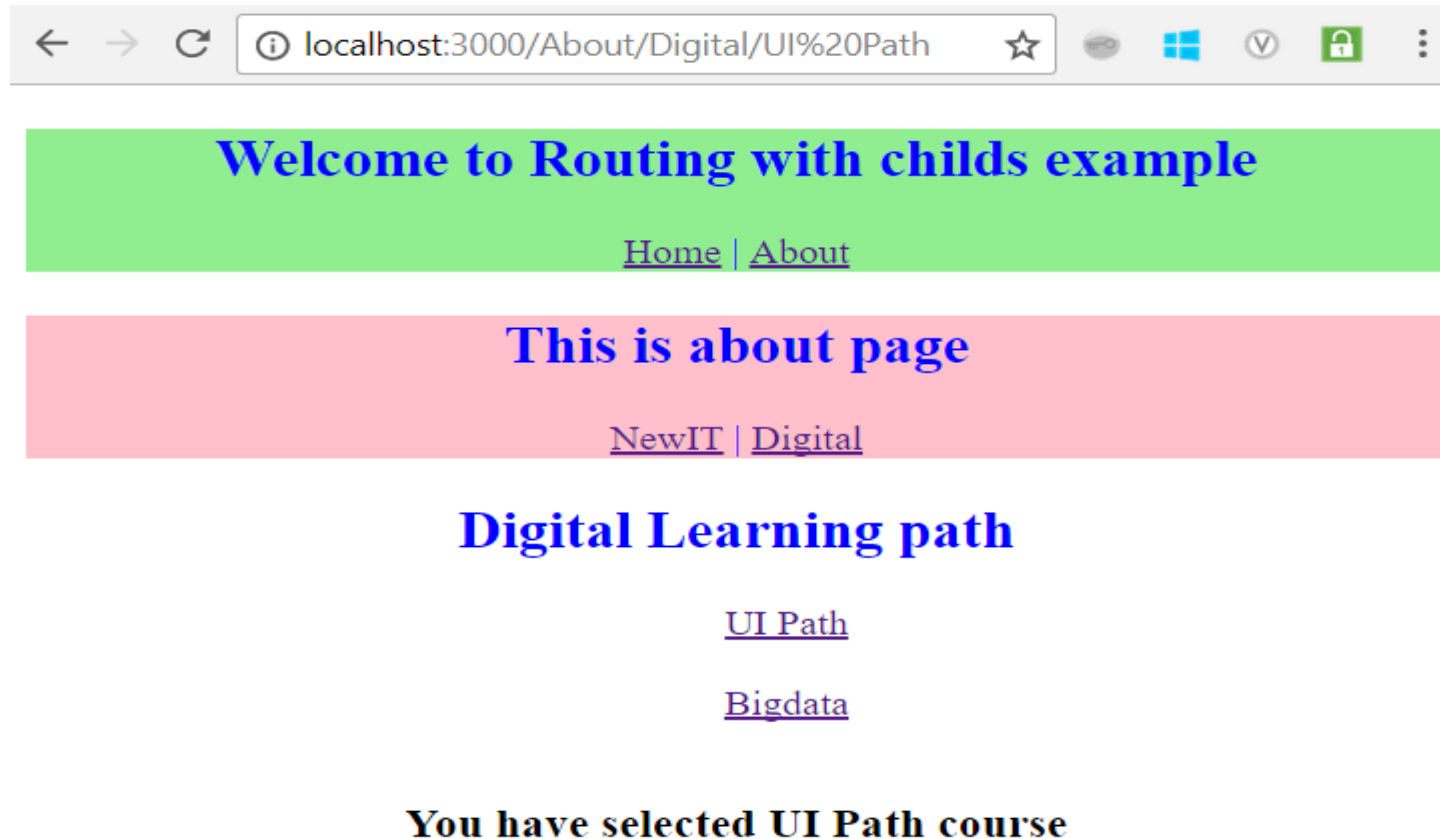 localhost:3000/About/Digital/UI%20Path
Welcome to Routing with childs example
Home | About
This is about page
NewIT | Digital
Digital Learning path
UI Path
Bigdata
You have selected UI Path course